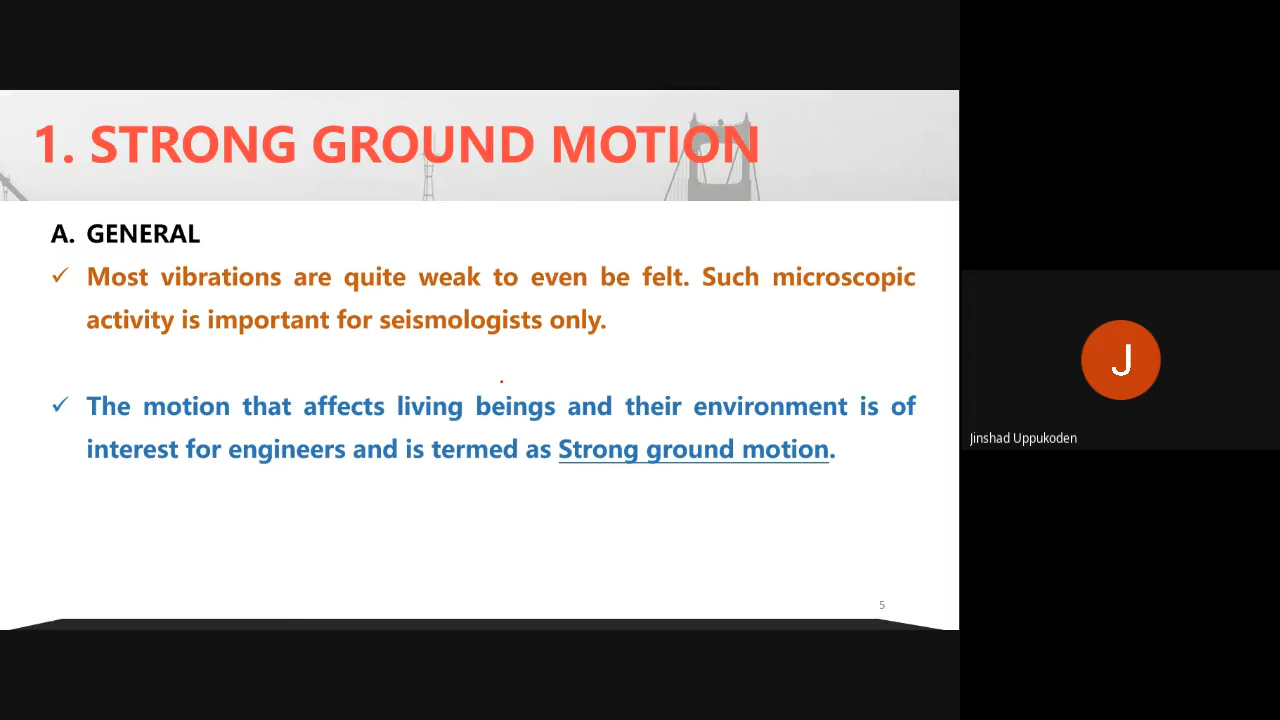 1. STRONG GROUND MOTION
A. GENERAL
✓ Most vibrations are quite weak to even be felt. Such microscopic
activity is important for seismologists only.
✓ The motion that affects living beings and their environment is of
interest for engineers and is termed as Strong ground motion.
5
J
Jinshad Uppukoden